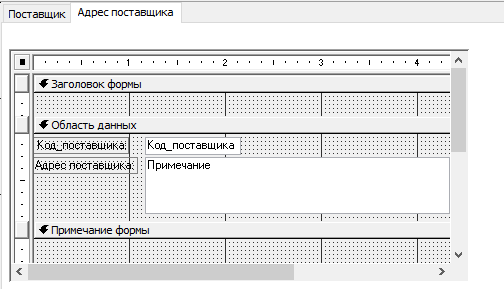 Поставщик Адрес поставщика
1 2 3 4
Заголовок формы
Область данных
Код_поставщика: Код_поставщика
Адрес поставщика: Примечание
Примечание формы